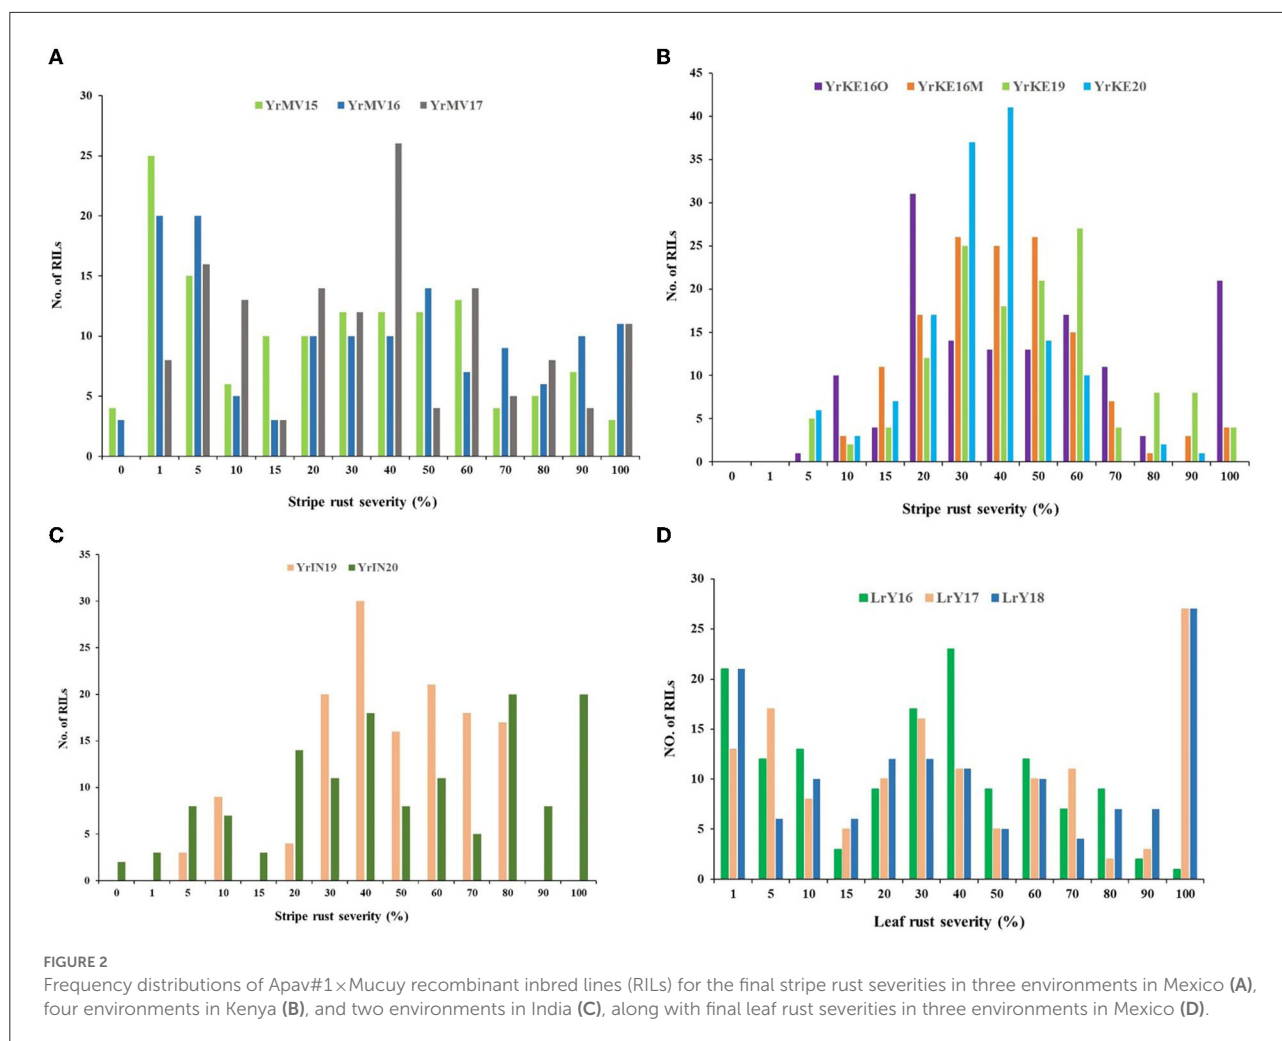 A
YrMV15 YrMV16 YrMV17
No. of RILs
30
25
20
15
10
5
0
0 1 5 10 15 20 30 40 50 60 70 80 90 100
Stripe rust severity (%)
B
YrKE16O YrKE16M YrKE19 YrKE20
No. of RILs
45
40
35
30
25
20
15
10
5
0
0 1 5 10 15 20 30 40 50 60 70 80 90 100
Stripe rust severity (%)
C
YrIN19 YrIN20
No. of RILs
35
30
25
20
15
10
5
0
0 1 5 10 15 20 30 40 50 60 70 80 90 100
Stripe rust severity (%)
D
LrY16 LrY17 LrY18
NO. of RILs
30
25
20
15
10
5
0
1 5 10 15 20 30 40 50 60 70 80 90 100
Leaf rust severity (%)
FIGURE 2
Frequency distributions of Apav#1×Mucuy recombinant inbred lines (RILs) for the final stripe rust severities in three environments in Mexico (A),
four environments in Kenya (B), and two environments in India (C), along with final leaf rust severities in three environments in Mexico (D).